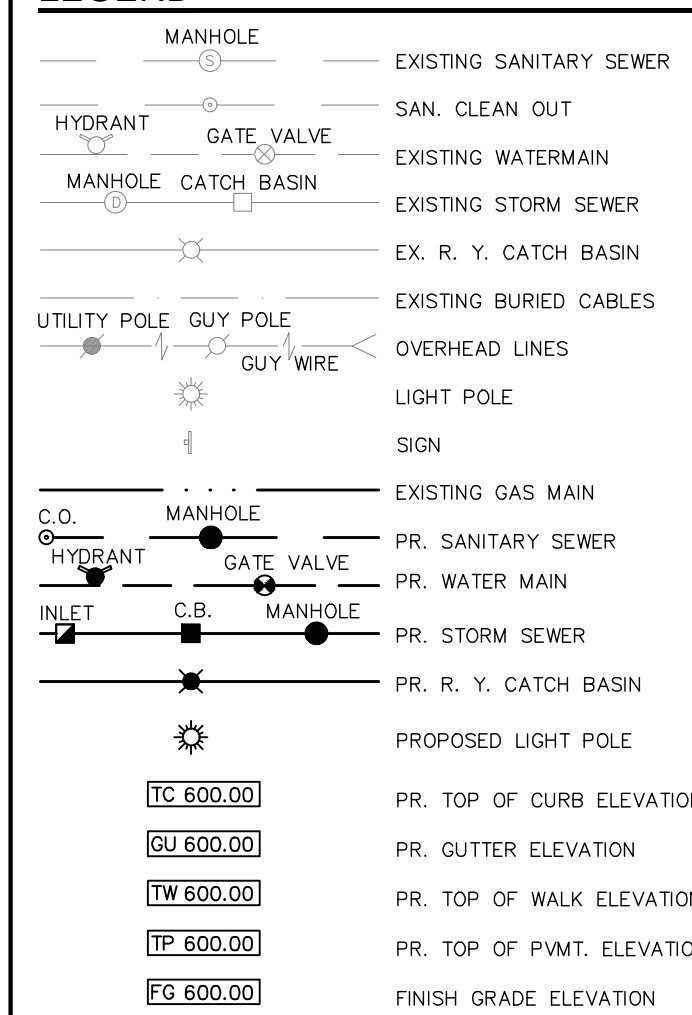 LEGEND
MANHOLE
S
EXISTING SANITARY SEWER
SAN. CLEAN OUT
HYDRANT
GATE VALVE
EXISTING WATERMAIN
MANHOLE CATCH BASIN
D
EXISTING STORM SEWER
EX. R. Y. CATCH BASIN
EXISTING BURIED CABLES
UTILITY POLE GUY POLE
GUY WIRE
OVERHEAD LINES
LIGHT POLE
SIGN
EXISTING GAS MAIN
C.O.
MANHOLE
PR. SANITARY SEWER
HYDRANT
GATE VALVE
PR. WATER MAIN
INLET C.B. MANHOLE
PR. STORM SEWER
PR. R. Y. CATCH BASIN
PROPOSED LIGHT POLE
TC 600.00 PR. TOP OF CURB ELEVATION
GU 600.00 PR. GUTTER ELEVATION
TW 600.00 PR. TOP OF WALK ELEVATION
TP 600.00 PR. TOP OF PVMT. ELEVATIO
FG 600.00 FINISH GRADE ELEVATION